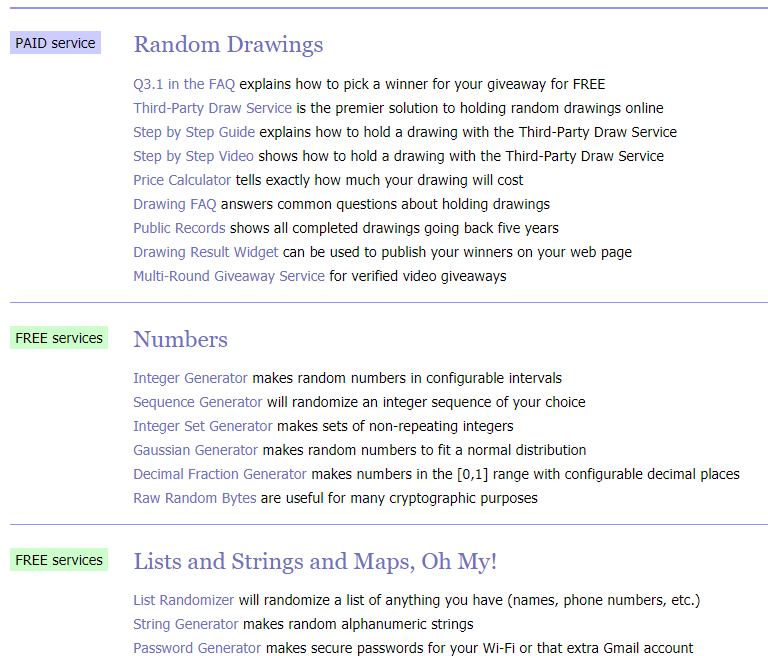 PAID service
Random Drawings
Q3.1 in the FAQ explains how to pick a winner for your giveaway for FREE
Third-Party Draw Service is the premier solution to holding random drawings online
Step by Step Guide explains how to hold a drawing with the Third-Party Draw Service
Step by Step Video shows how to hold a drawing with the Third-Party Draw Service
Price Calculator tells exactly how much your drawing will cost
Drawing FAQ answers common questions about holding drawings
Public Records shows all completed drawings going back five years
Drawing Result Widget can be used to publish your winners on your web page
Multi-Round Giveaway Service for verified video giveaways
FREE services
Numbers
Integer Generator makes random numbers in configurable intervals
Sequence Generator will randomize an integer sequence of your choice
Integer Set Generator makes sets of non-repeating integers
Gaussian Generator makes random numbers to fit a normal distribution
Decimal Fraction Generator makes numbers in the [0,1] range with configurable decimal places
Raw Random Bytes are useful for many cryptographic purposes
FREE services
Lists and Strings and Maps, Oh My!
List Randomizer will randomize a list of anything you have (names, phone numbers, etc.)
String Generator makes random alphanumeric strings
Password Generator makes secure passwords for your Wi-Fi or that extra Gmail account